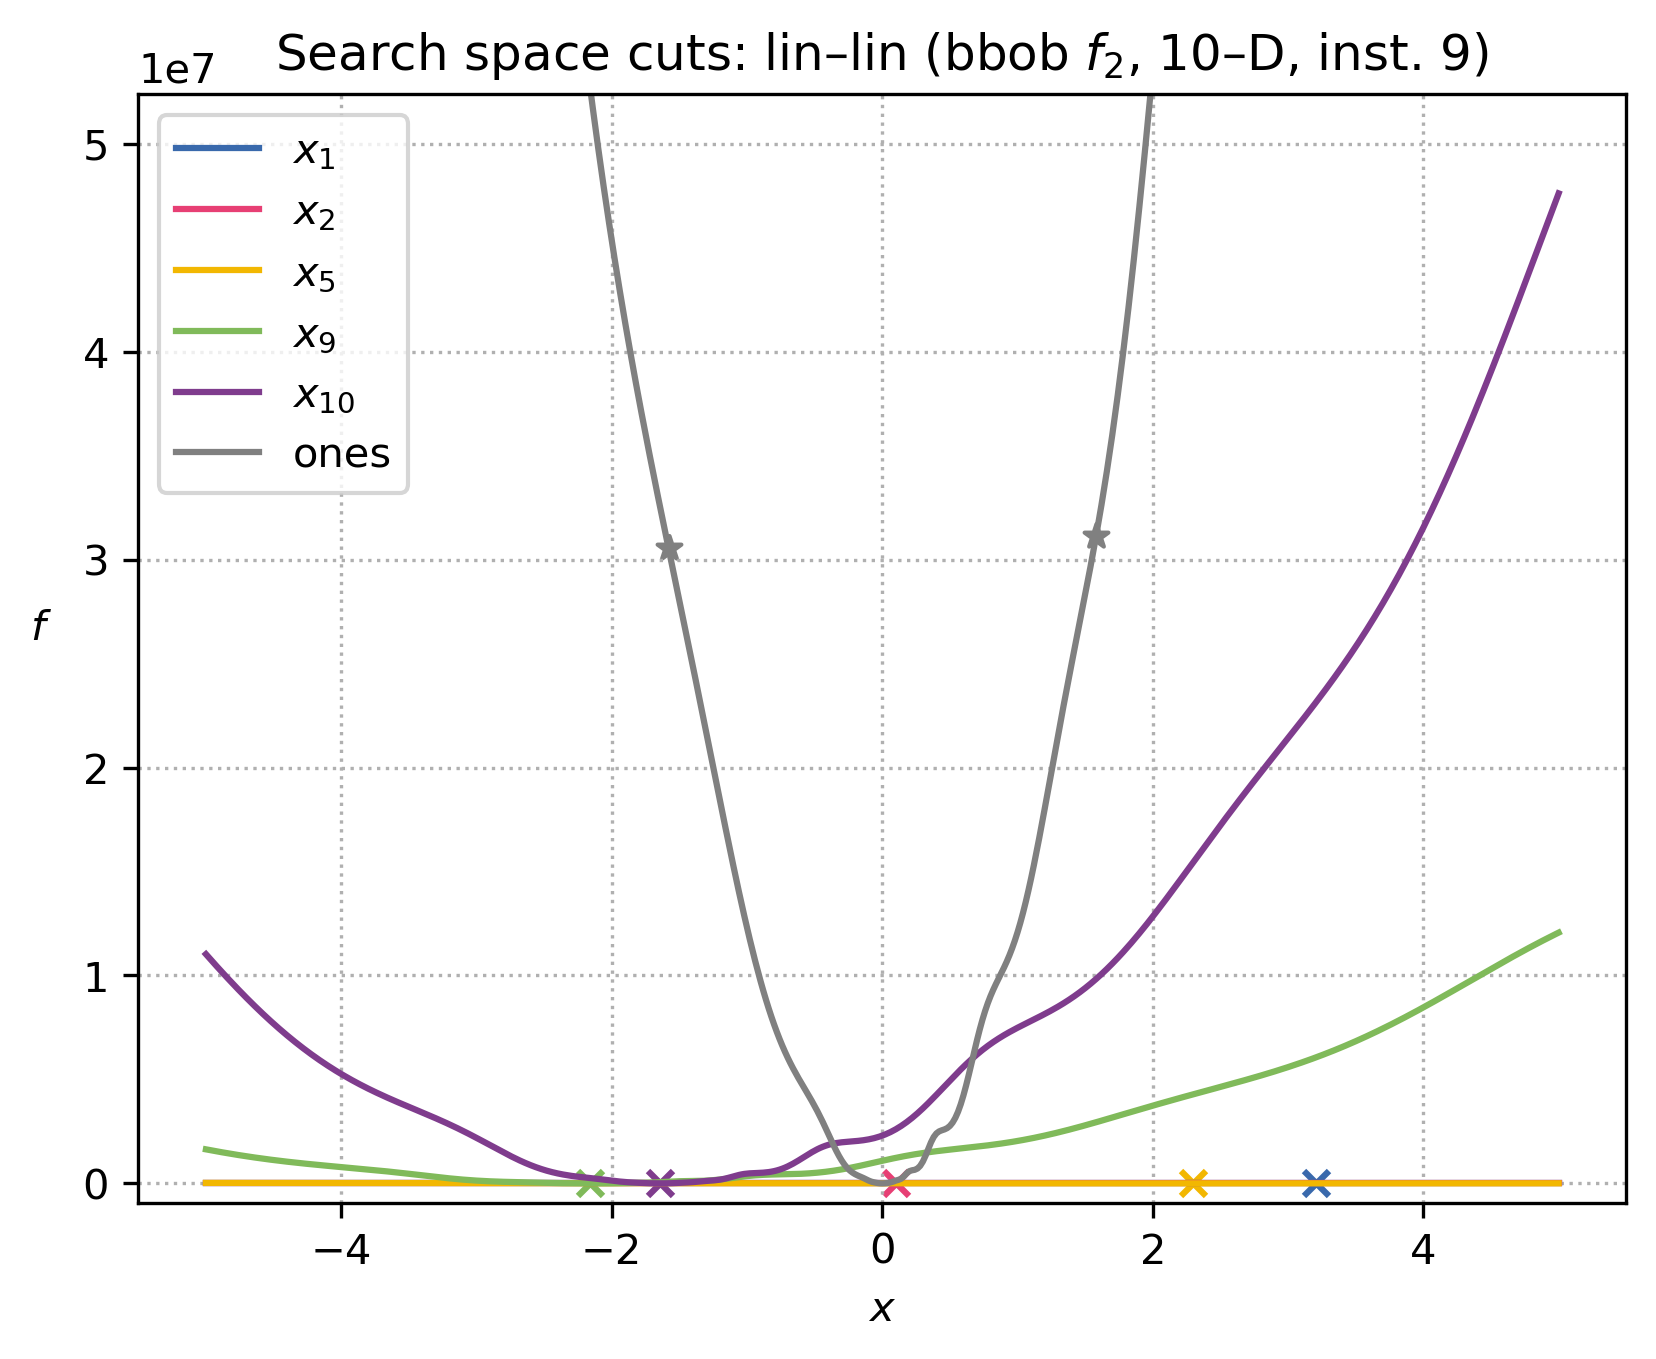 Search space cuts: lin–lin (bbob f₂, 10–D, inst. 9)
1e7
x₁
x₂
x₅
x₉
x₁₀
ones
5
4
3
2
1
0
f
−4 −2 0 2 4
x